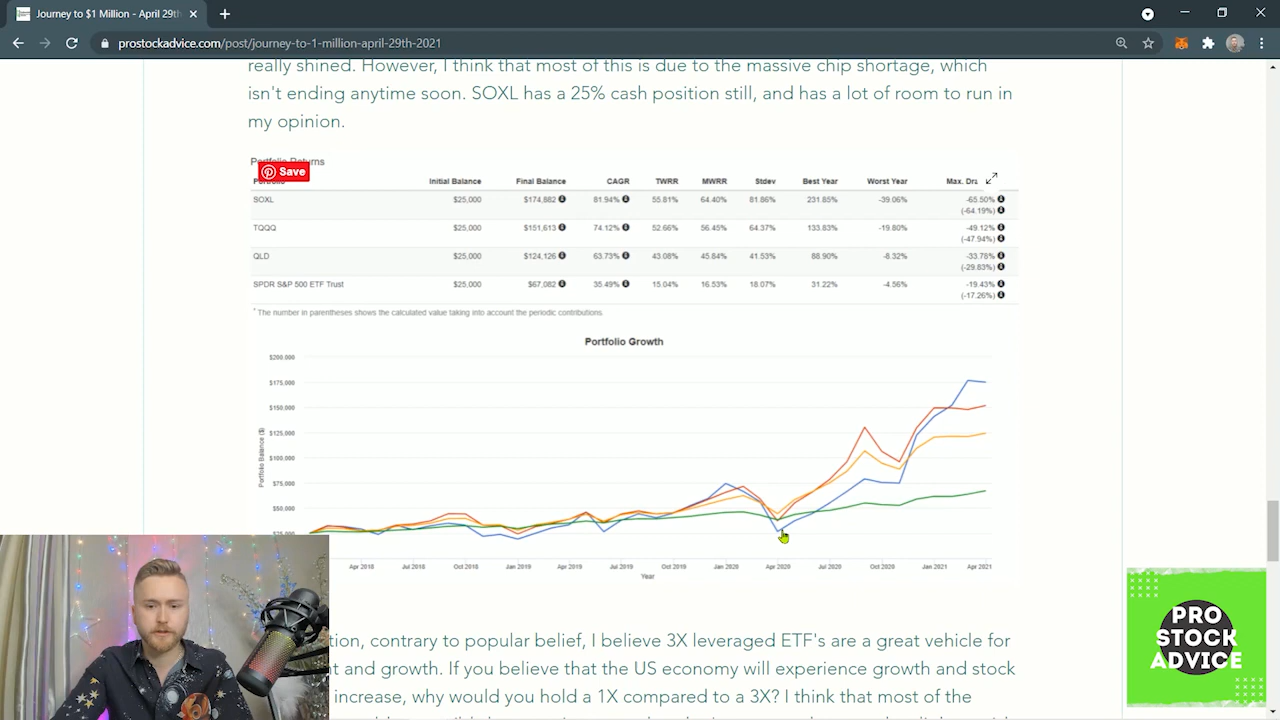 Journey to $1 Million - April 29th
prostockadvice.com/post/journey-to-1-million-april-29th-2021
really shined. However, I think that most of this is due to the massive chip shortage, which
isn't ending anytime soon. SOXL has a 25% cash position still, and has a lot of room to run in
my opinion.
Portfolio Returns
Save
Initial Balance Final Balance CAGR TWRR MWRR Stdev Best Year Worst Year Max.
SOXL $25,000 $174,882 81.94% 55.81% 64.40% 81.86% 231.85% -39.06% -65.50%
(-64.19%)
TQQQ $25,000 $151,613 74.12% 52.66% 56.45% 64.37% 133.83% -19.80% -49.12%
(-47.94%)
QLD $25,000 $124,126 63.73% 43.08% 45.84% 41.53% 88.90% -8.32% -33.78%
(-29.83%)
SPDR S&P 500 ETF Trust $25,000 $67,082 35.49% 15.04% 16.53% 18.07% 31.22% -4.56% -19.43%
(-17.26%)
* The number in parentheses shows the calculated value taking into account the periodic contributions.
Portfolio Growth
$200,000
$175,000
$150,000
$125,000
$100,000
$75,000
$50,000
Portfolio Balance ($)
Apr 2018 Jul 2018 Oct 2018 Jan 2019 Apr 2019 Jul 2019 Oct 2019 Jan 2020 Apr 2020 Jul 2020 Oct 2020 Jan 2021 Apr 2021
Year
tion, contrary to popular belief, I believe 3X leveraged ETF's are a great vehicle for
t and growth. If you believe that the US economy will experience growth and stock
increase, why would you hold a 1X compared to a 3X? I think that most of the
PRO
STOCK
ADVICE